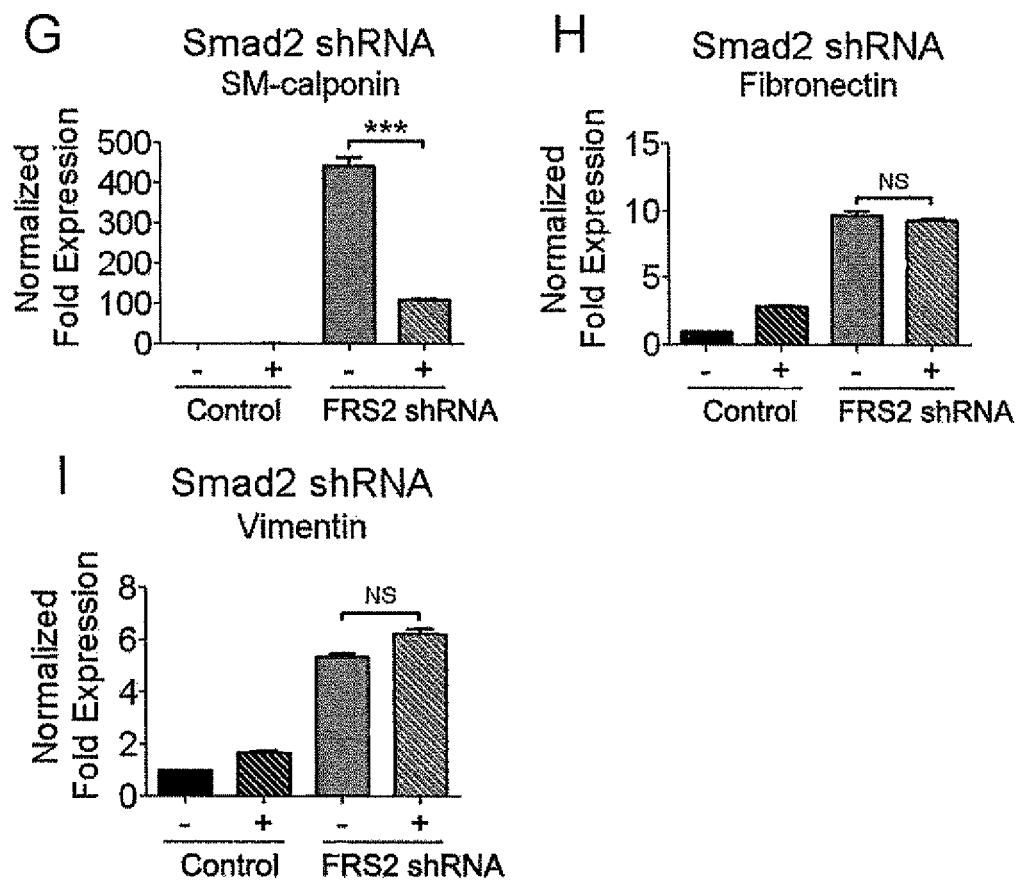 G
Smad2 shRNA
SM-calponin
Normalized
Fold Expression
500
400
300
200
100
0
***
- + - +
Control FRS2 shRNA
H
Smad2 shRNA
Fibronectin
Normalized
Fold Expression
15
10
5
0
NS
- + - +
Control FRS2 shRNA
I
Smad2 shRNA
Vimentin
Normalized
Fold Expression
8
6
4
2
0
NS
- + - +
Control FRS2 shRNA